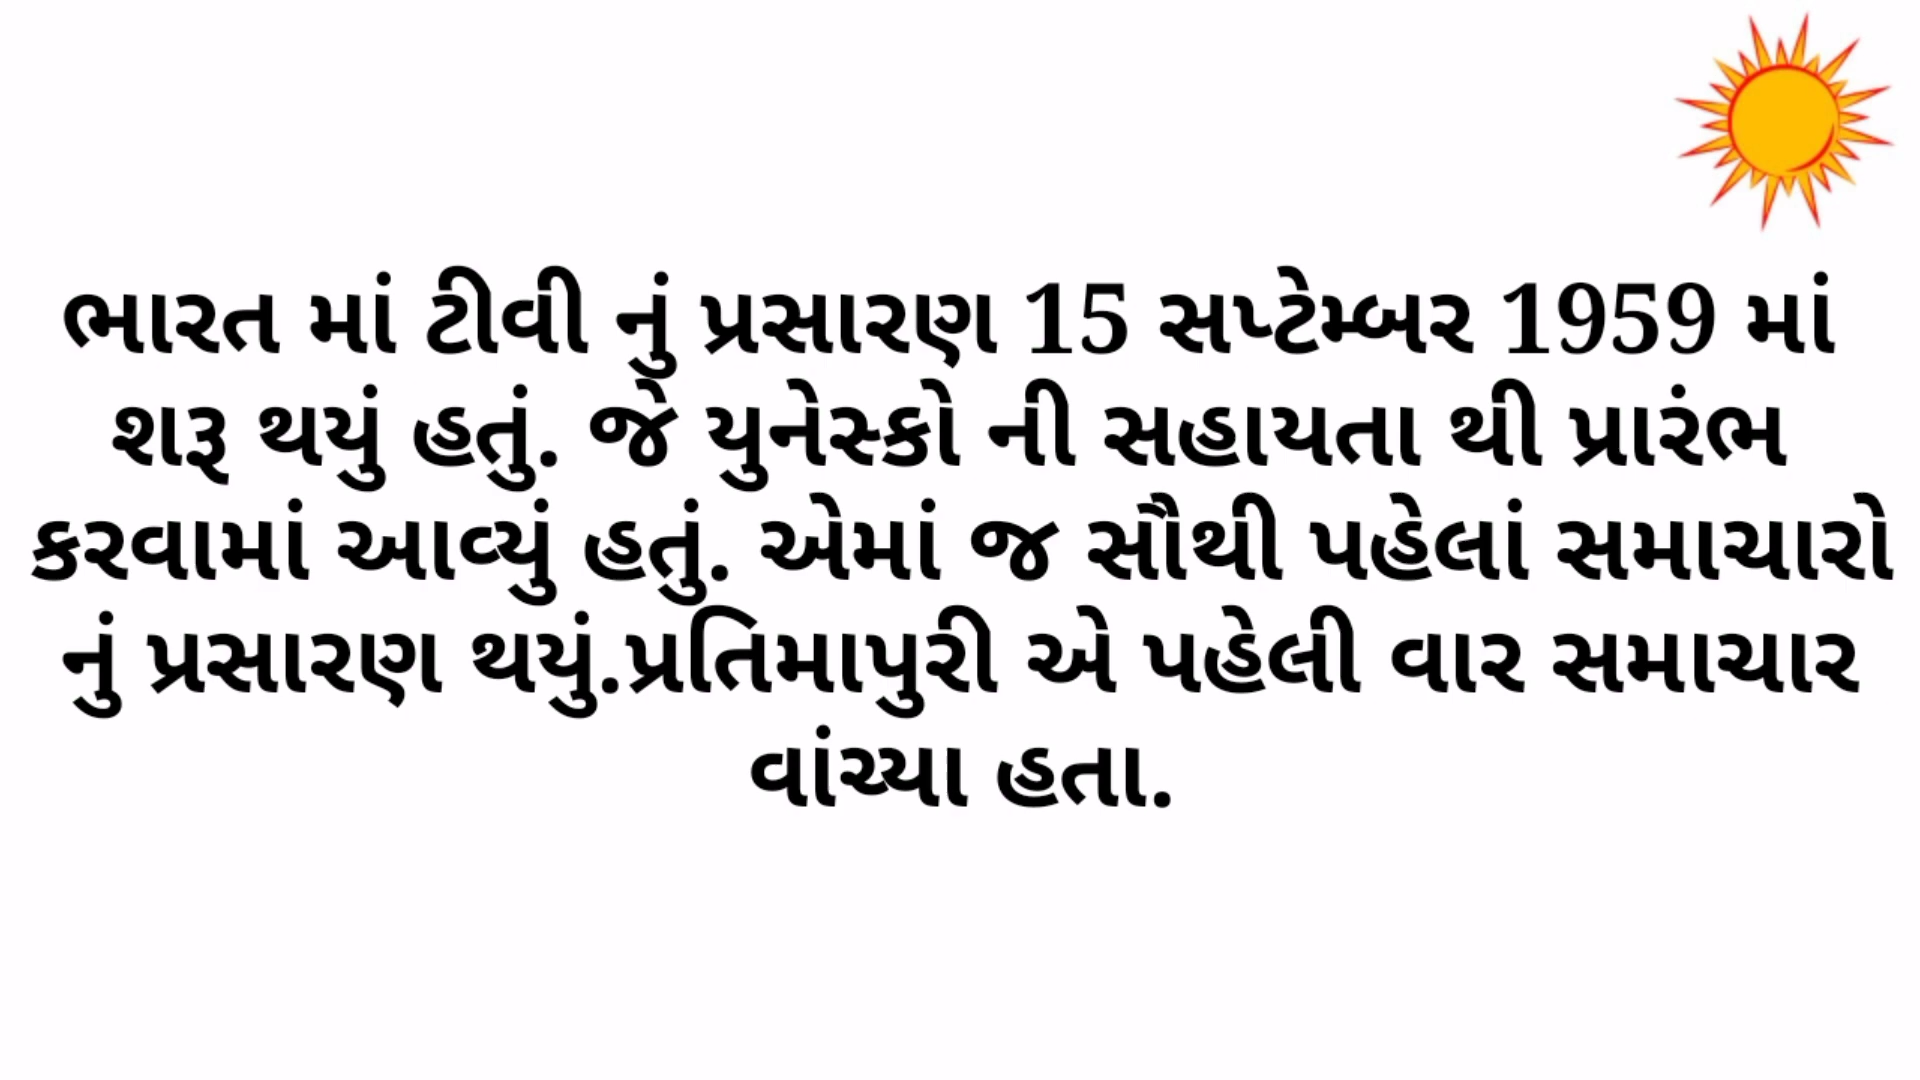 ભારત માં ટીવી નું પ્રસારણ 15 સપ્ટેમ્બર 1959 માં
શરૂ થયું હતું. જે યુનેસ્કો ની સહાયતા થી પ્રારંભ
કરવામાં આવ્યું હતું. એમાં જ સૌથી પહેલાં સમાચારો
નું પ્રસારણ થયું.પ્રતિમાપુરી એ પહેલી વાર સમાચાર
વાંચ્યા હતા.